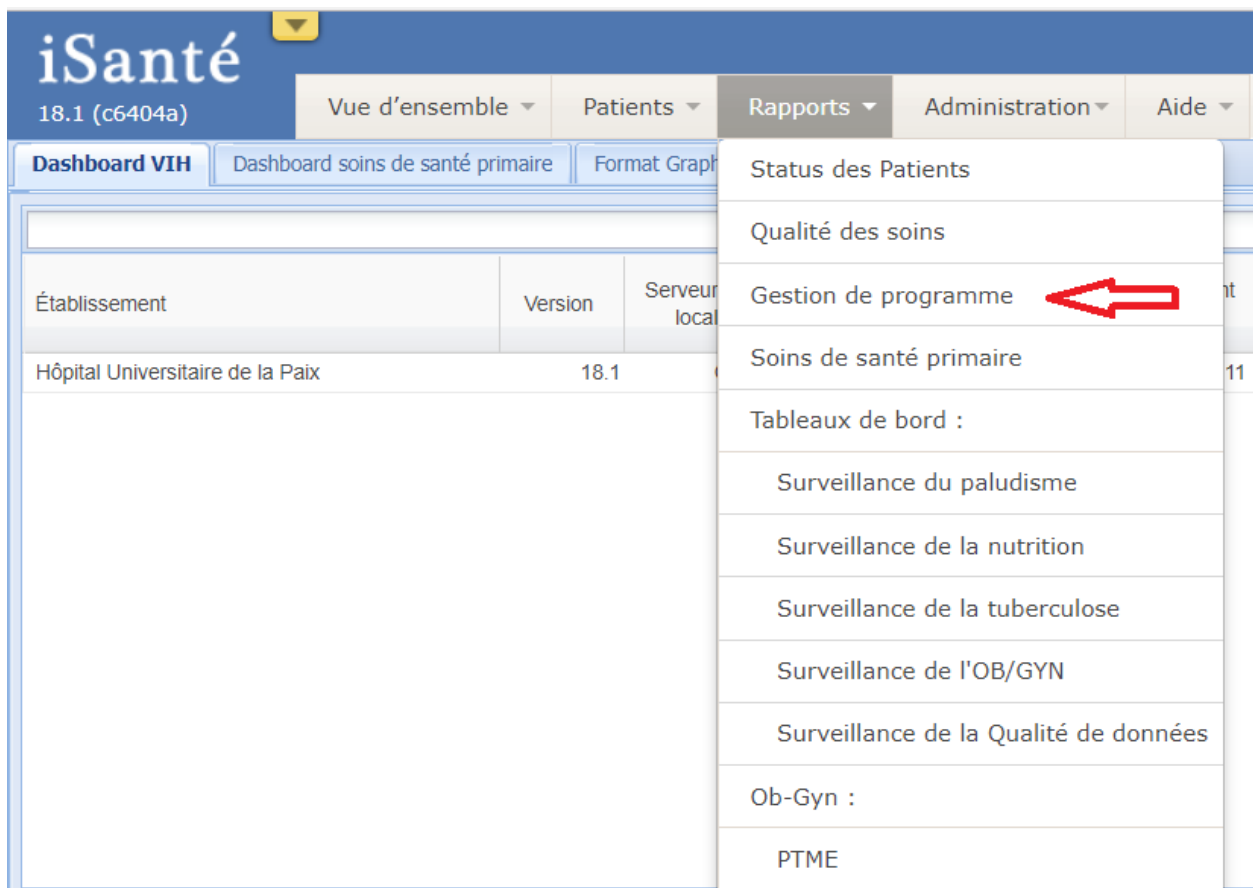 iSanté
18.1 (c6404a)
Vue d’ensemble Patients Rapports Administration Aide
Dashboard VIH Dashboard soins de santé primaire Format
Établissement Version Serveur local
Hôpital Universitaire de la Paix 18.1 11
Status des Patients
Qualité des soins
Gestion de programme
Soins de santé primaire
Tableaux de bord :
Surveillance du paludisme
Surveillance de la nutrition
Surveillance de la tuberculose
Surveillance de l'OB/GYN
Surveillance de la Qualité de données
Ob-Gyn :
PTME